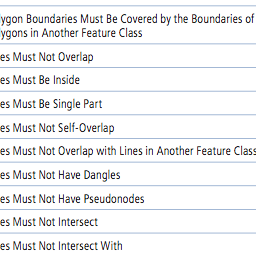 lygon Boundaries Must Be Covered by the Boundaries of
lygons in Another Feature Class
es Must Not Overlap
es Must Be Inside
es Must Be Single Part
es Must Not Self-Overlap
es Must Not Overlap with Lines in Another Feature Class
es Must Not Have Dangles
es Must Not Have Pseudonodes
es Must Not Intersect
es Must Not Intersect With